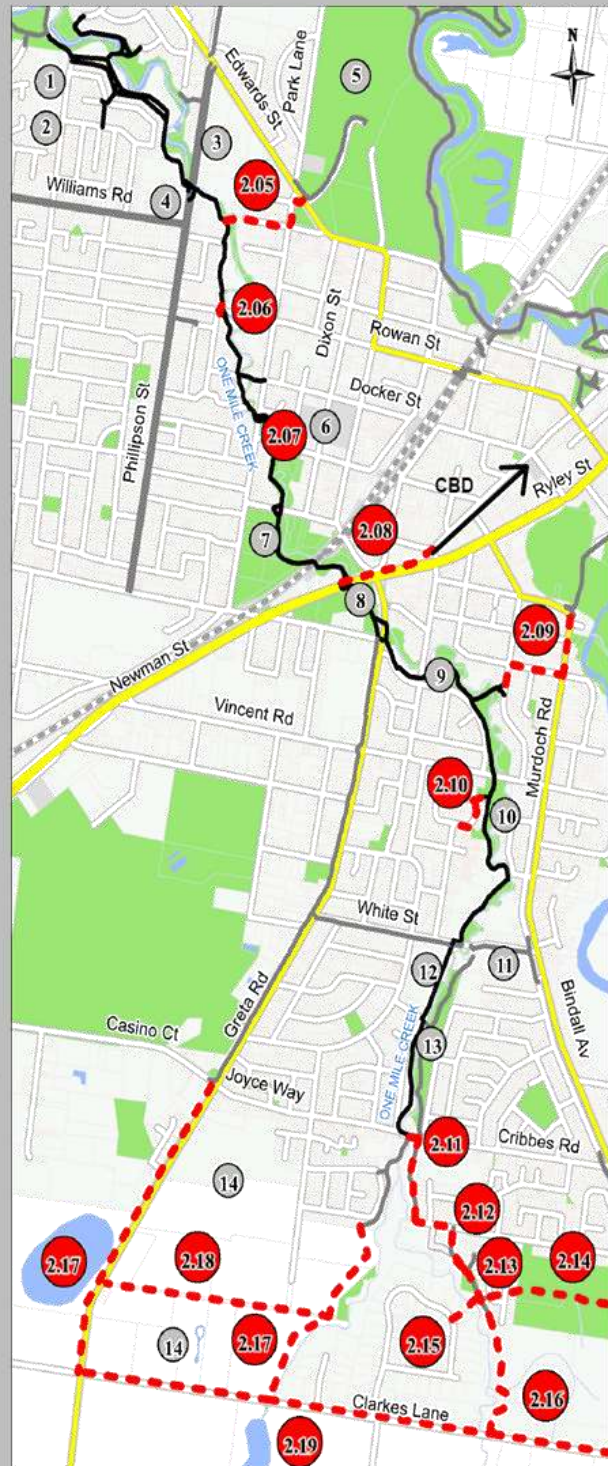 N
Edwards St
Park Lane
5
1
2
3
2.05
Williams Rd
4
2.06
Dixon St
Rowan St
ONE MILE CREEK
Docker St
Phillipson St
6
2.07
CBD
Ryley St
2.08
7
8
2.09
Newman St
9
Vincent Rd
Murdoch Rd
2.10
10
White St
11
12
Greta Rd
Bindall Av
Casino Ct
13
ONE MILE CREEK
Joyce Way
2.11
Cribbes Rd
14
2.12
2.17
2.18
2.13
2.14
14
2.17
2.15
2.16
Clarkes Lane
2.19